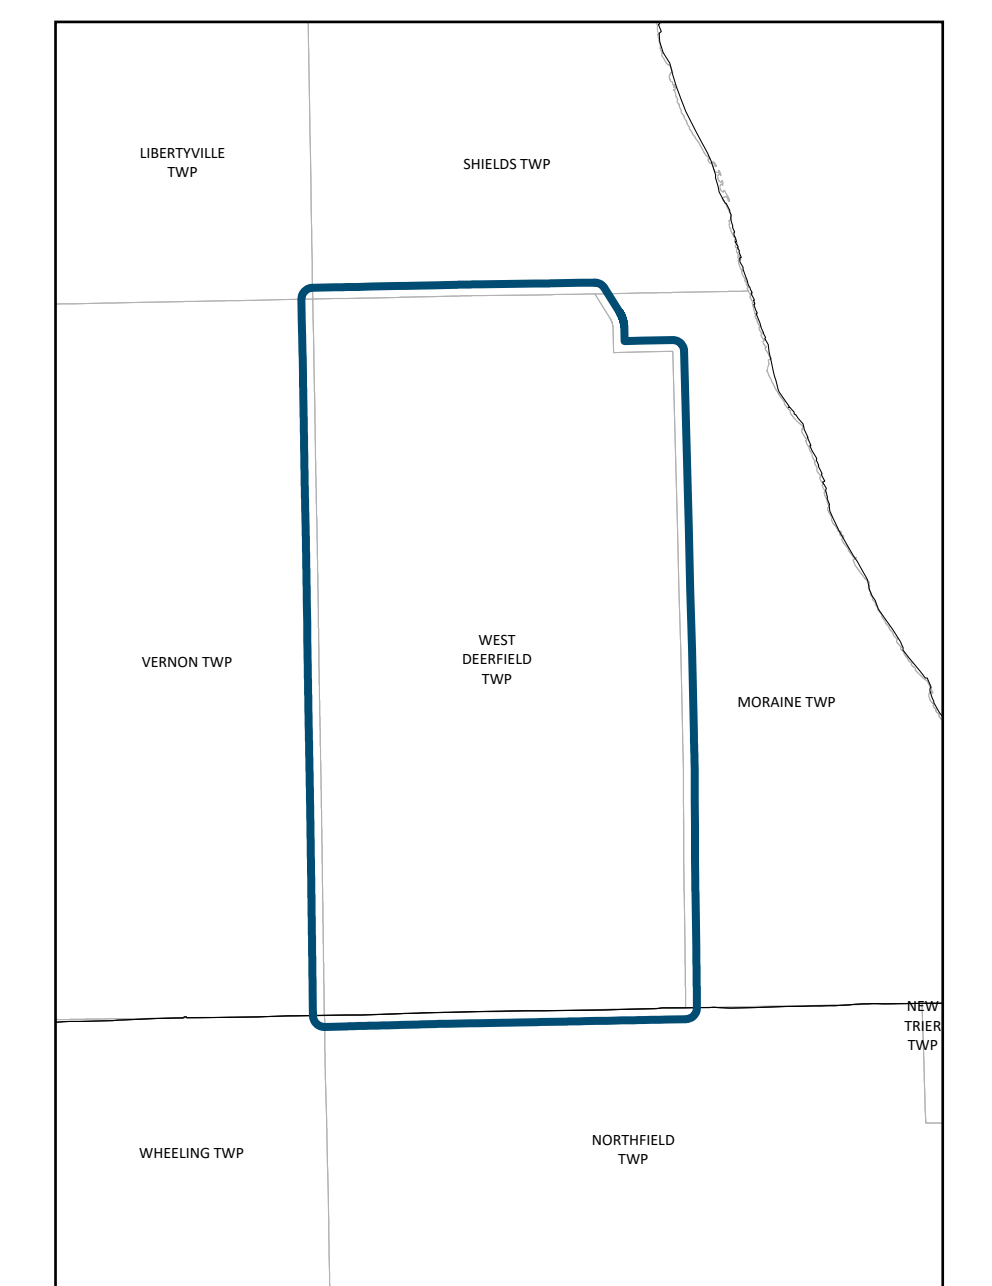 LIBERTYVILLE
TWP
SHIELDS TWP
WEST
DEERFIELD
TWP
VERNON TWP
MORAINE TWP
NEW
TRIER
TWP
WHEELING TWP
NORTHFIELD
TWP